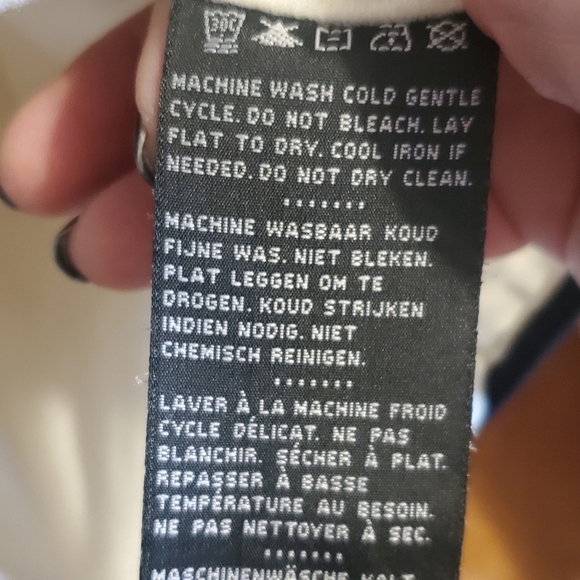 30C
MACHINE WASH COLD GENTLE
CYCLE. DO NOT BLEACH. LAY
FLAT TO DRY. COOL IRON IF
NEEDED. DO NOT DRY CLEAN.
MACHINE WASBAAR KOUD
FIJNE WAS. NIET BLEKEN.
PLAT LEGGEN OM TE
DROGEN. KOUD STRIJKEN
INDIEN NODIG. NIET
CHEMISCH REINIGEN.
LAVER À LA MACHINE FROID
CYCLE DÉLICAT. NE PAS
BLANCHIR. SÉCHER À PLAT.
REPASSER À BASSE
TEMPÉRATURE AU BESOIN.
NE PAS NETTOYER À SEC.
MASCHINENWÄSCHE KALT